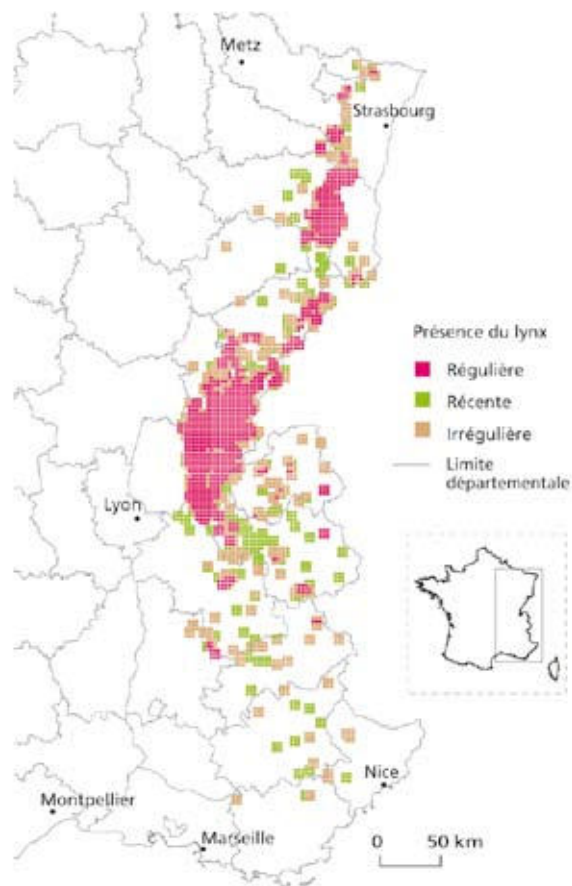 Metz
Strasbourg
Présence du lynx
Régulière
Récente
Irrégulière
Limite
départementale
Lyon
Nice
Montpellier
Marseille
0 50 km